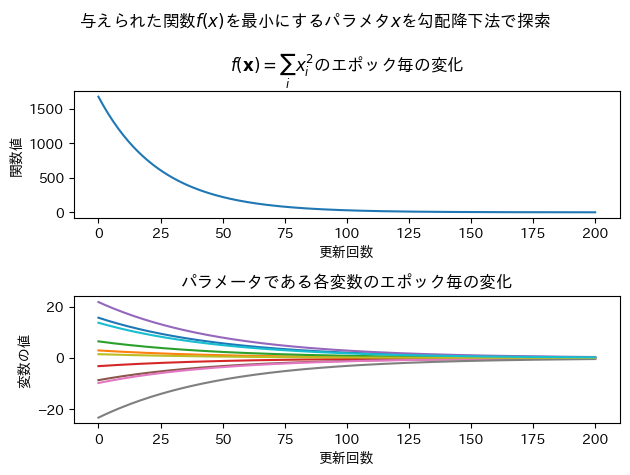 与えられた関数f(x)を最小にするパラメタxを勾配降下法で探索
f(𝐱) = ∑ᵢ xᵢ²のエポック毎の変化
関数値
1500
1000
500
0
0 25 50 75 100 125 150 175 200
更新回数
パラメータである各変数のエポック毎の変化
変数の値
20
0
−20
0 25 50 75 100 125 150 175 200
更新回数